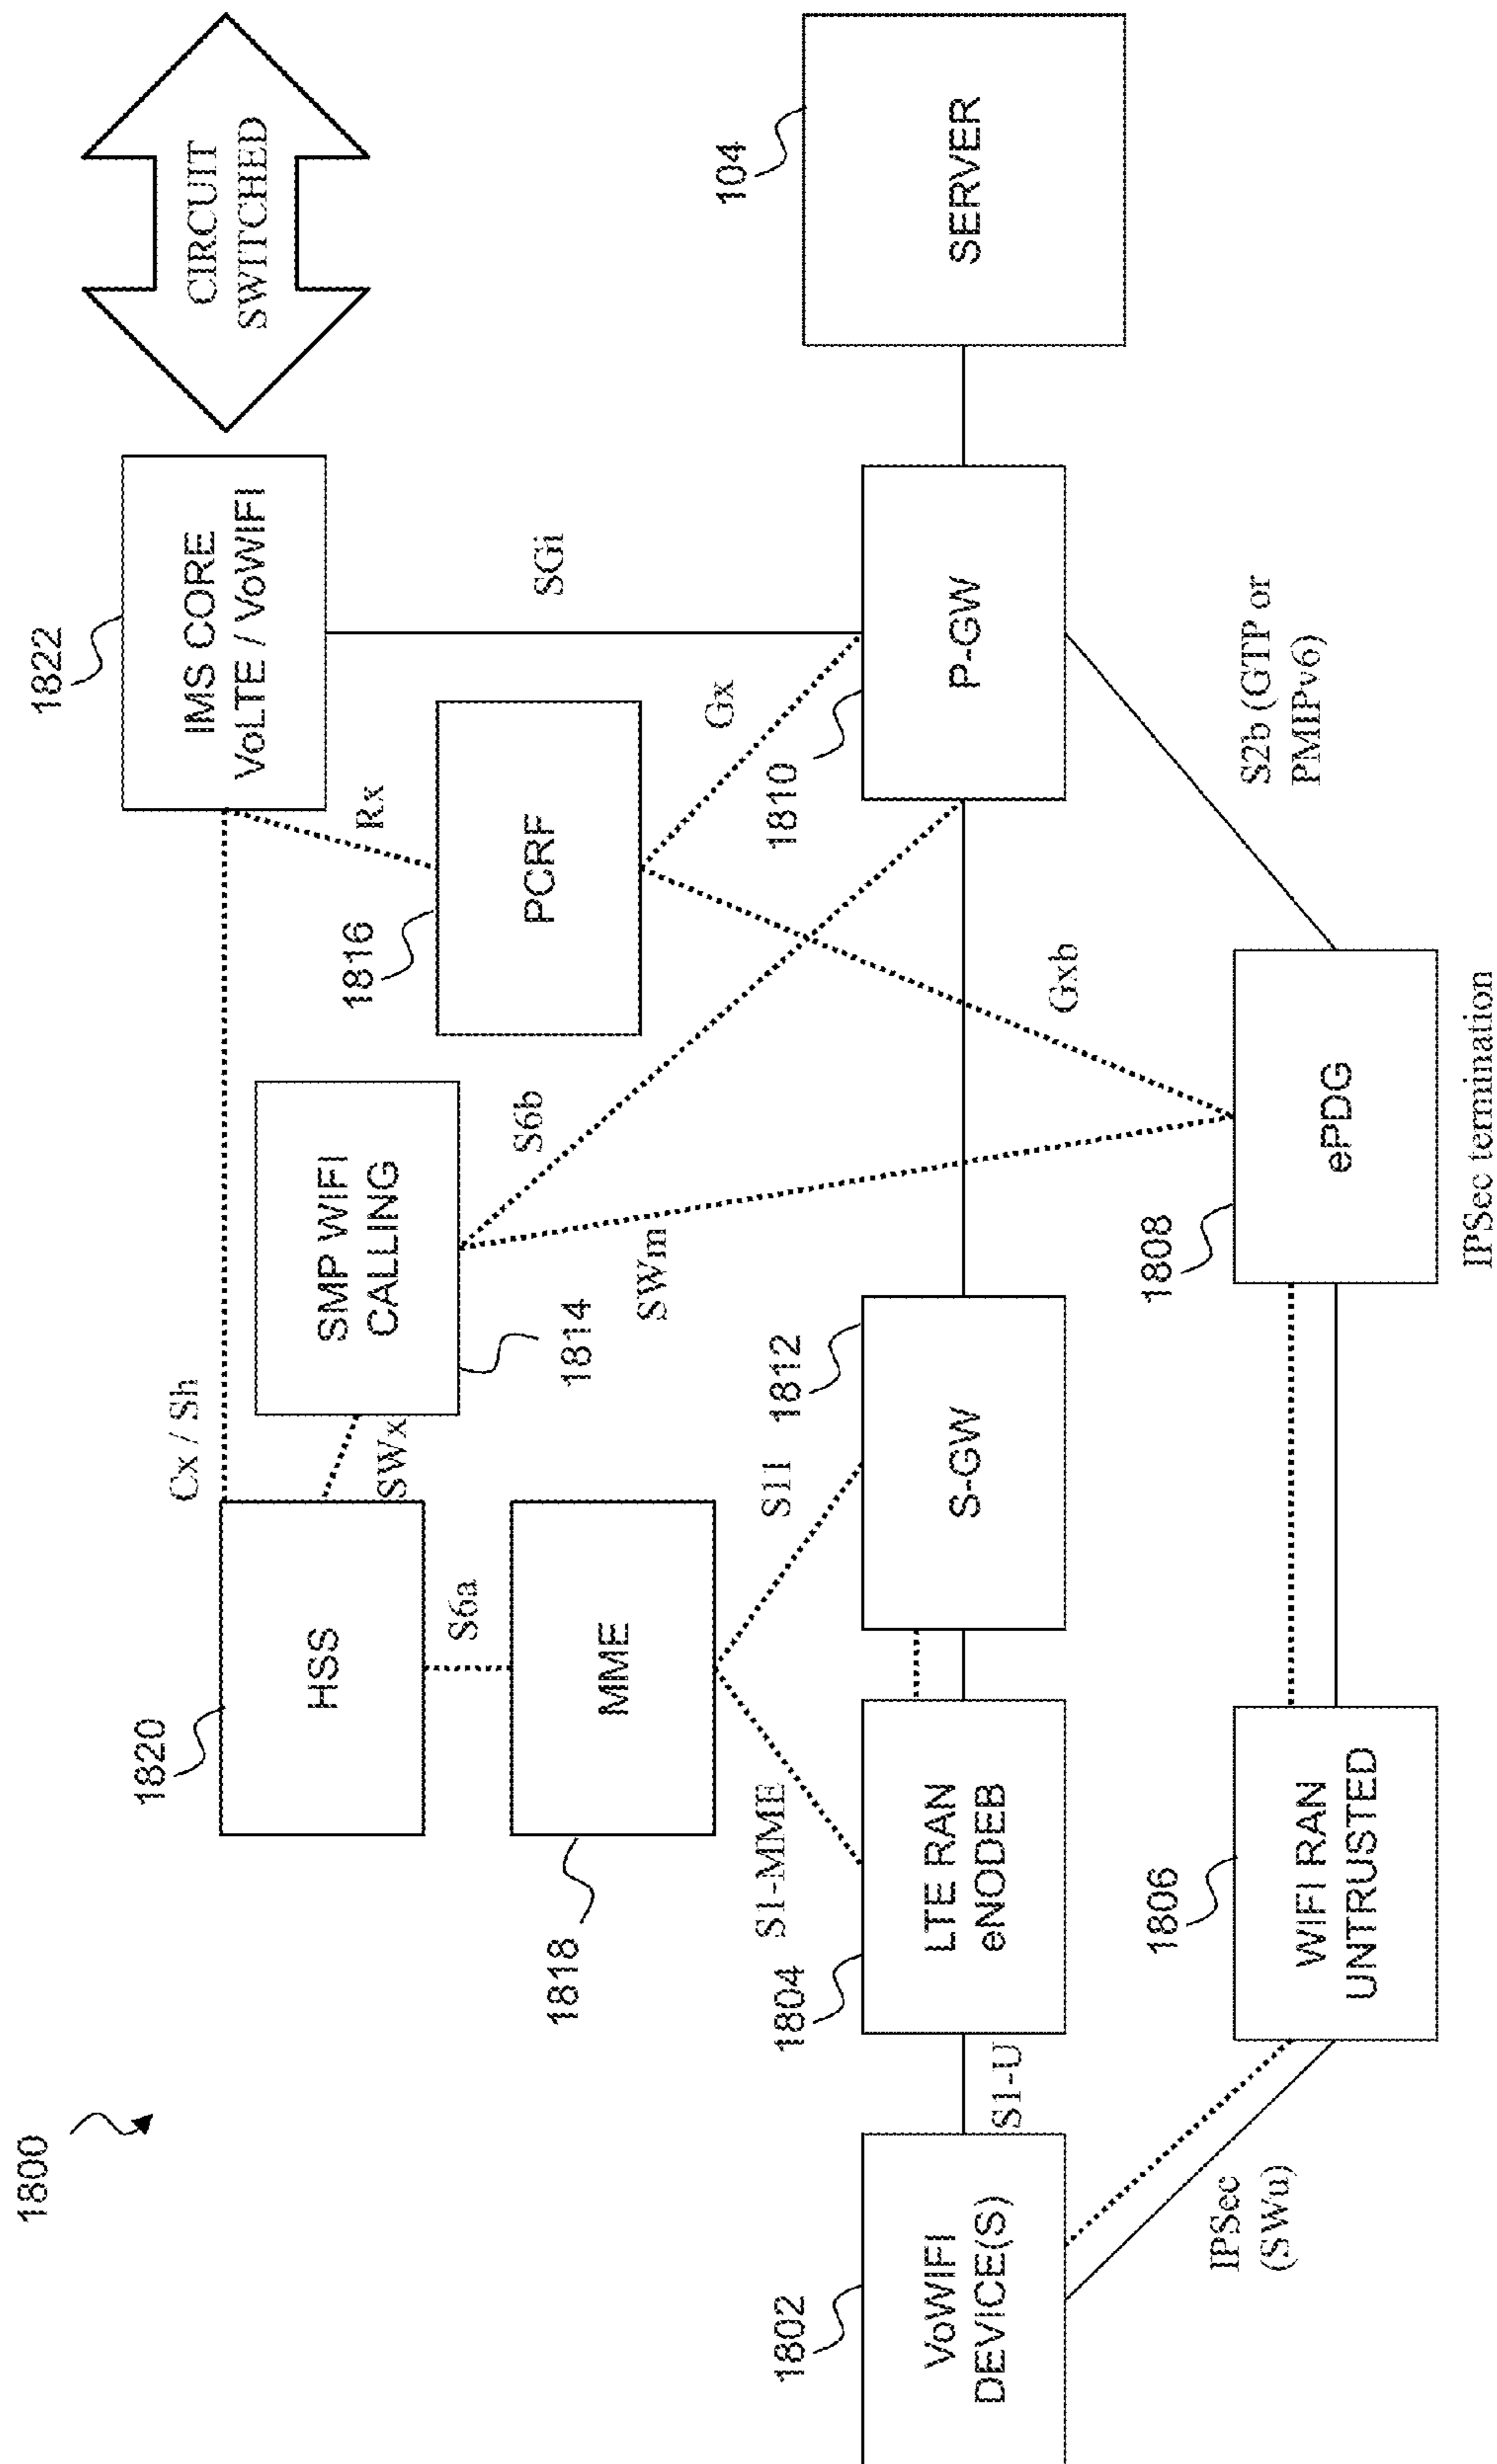 1800
CIRCUIT
SWITCHED
1822
IMS CORE
VoLTE / VoWIFI
1820
HSS
Cx / Sh
SMP WIFI
CALLING
1814
SWx
Rx
PCRF
1816
S6a
MME
1818
SGi
Gx
S6b
SWm
S1-MME
S11
Gxb
1802
VoWIFI
DEVICE(S)
S1-U
1804
LTE RAN
eNODEB
1812
S-GW
1810
P-GW
104
SERVER
IPSec
(SWu)
1806
WIFI RAN
UNTRUSTED
1808
ePDG
IPSec termination
S2b (GTP or
PMIPv6)